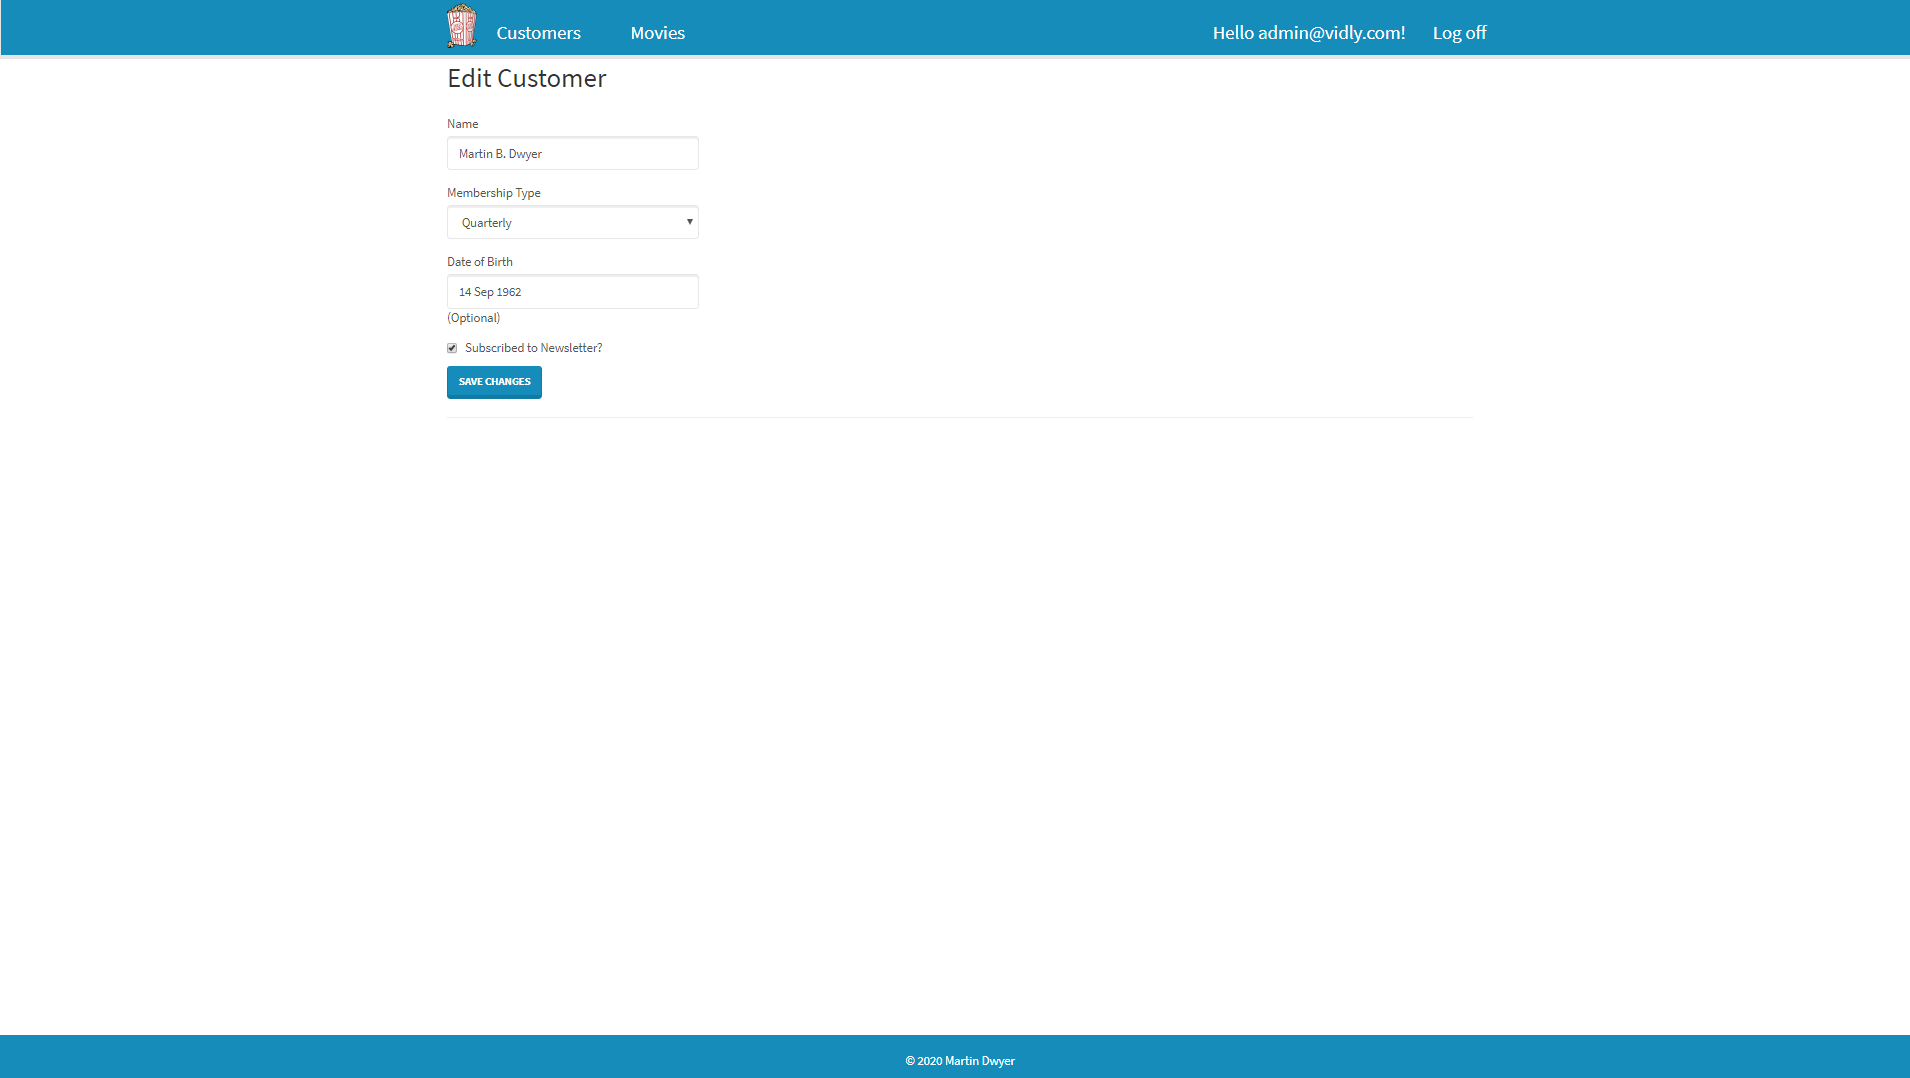 Customers Movies Hello admin@vidly.com! Log off
Edit Customer
Name
Martin B. Dwyer
Membership Type
Quarterly
Date of Birth
14 Sep 1962
(Optional)
Subscribed to Newsletter?
SAVE CHANGES
© 2020 Martin Dwyer